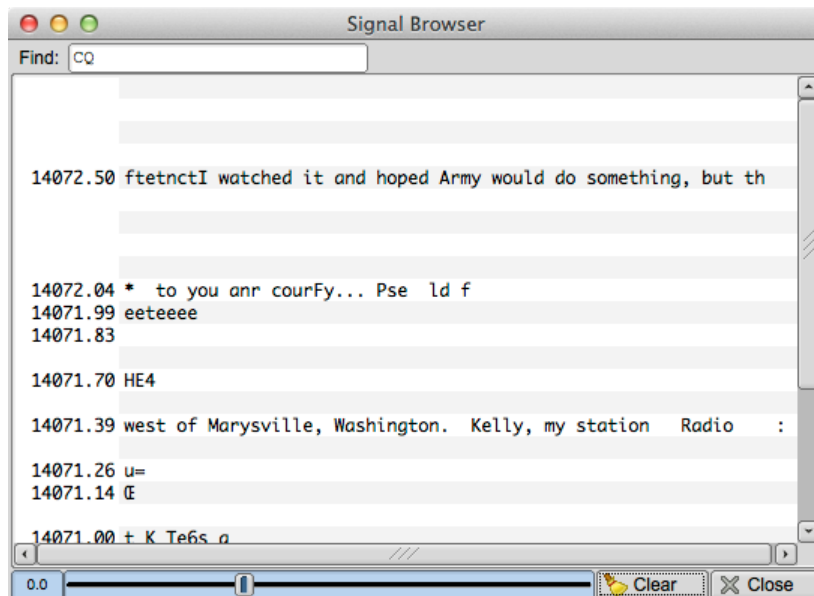 Signal Browser
Find: CQ
14072.50 ftetnctI watched it and hoped Army would do something, but th
14072.04 *  to you anr courFy... Pse  ld f
14071.99 eeteeee
14071.83
14071.70 HE4
14071.39 west of Marysville, Washington.  Kelly, my station   Radio   :
14071.26 u=
14071.14 Œ
14071.00 t K Te6s a
0.0 Clear Close